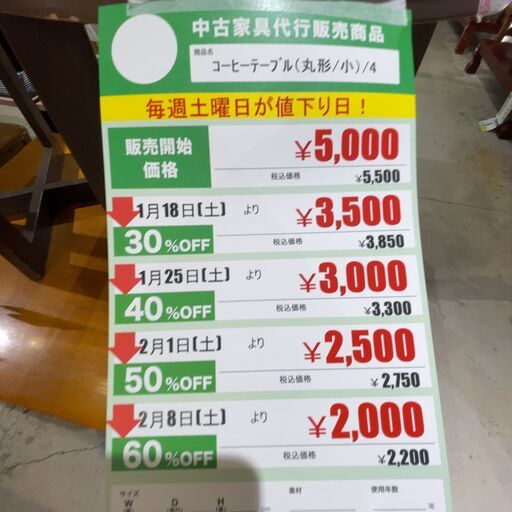 中古家具代行販売商品
商品名
コーヒーテーブル(丸形/小)/4
毎週土曜日が値下り日!
販売開始
価格
¥5,000
税込価格 ¥5,500
1月18日(土) より ¥3,500
30%OFF 税込価格 ¥3,850
1月25日(土) より ¥3,000
40%OFF 税込価格 ¥3,300
2月1日(土) より ¥2,500
50%OFF 税込価格 ¥2,750
2月8日(土) より ¥2,000
60%OFF 税込価格 ¥2,200
サイズ 素材 使用年数
W D H cm 年